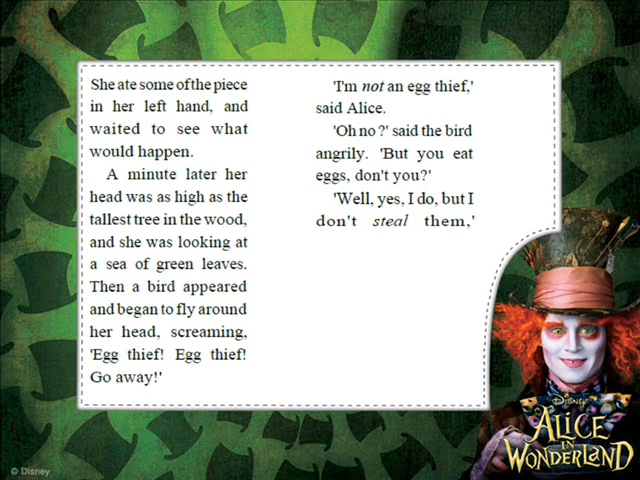 She ate some of the piece
in her left hand, and
waited to see what
would happen.
A minute later her
head was as high as the
tallest tree in the wood,
and she was looking at
a sea of green leaves.
Then a bird appeared
and began to fly around
her head, screaming,
'Egg thief! Egg thief!
Go away!'
'I'm not an egg thief,'
said Alice.
'Oh no ?' said the bird
angrily. 'But you eat
eggs, don't you?'
'Well, yes, I do, but I
don't steal them,'
DISNEY
ALICE
IN
WONDERLAND
© Disney